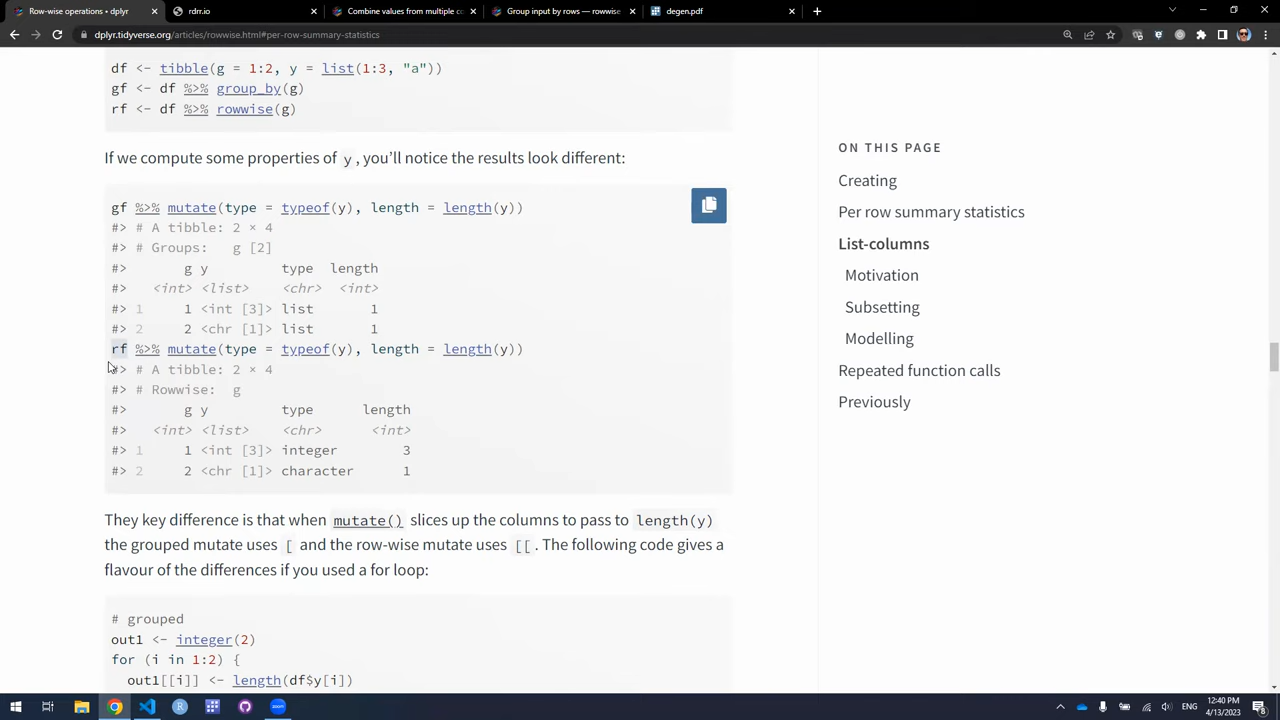 Row-wise operations • dplyr
rdrr.io
Combine values from multiple co
Group input by rows — rowwise
degen.pdf
dplyr.tidyverse.org/articles/rowwise.html#per-row-summary-statistics
df <- tibble(g = 1:2, y = list(1:3, "a"))
gf <- df %>% group_by(g)
rf <- df %>% rowwise(g)
If we compute some properties of y, you'll notice the results look different:
gf %>% mutate(type = typeof(y), length = length(y))
#> # A tibble: 2 × 4
#> # Groups:   g [2]
#>       g y         type  length
#>   <int> <list>    <chr>  <int>
#> 1     1 <int [3]> list       1
#> 2     2 <chr [1]> list       1
rf %>% mutate(type = typeof(y), length = length(y))
#> # A tibble: 2 × 4
#> # Rowwise:  g
#>       g y         type      length
#>   <int> <list>    <chr>      <int>
#> 1     1 <int [3]> integer        3
#> 2     2 <chr [1]> character      1
They key difference is that when mutate() slices up the columns to pass to length(y)
the grouped mutate uses [ and the row-wise mutate uses [[. The following code gives a
flavour of the differences if you used a for loop:
# grouped
out1 <- integer(2)
for (i in 1:2) {
  out1[[i]] <- length(df$y[i])
ON THIS PAGE
Creating
Per row summary statistics
List-columns
Motivation
Subsetting
Modelling
Repeated function calls
Previously
ENG
12:40 PM
4/13/2023